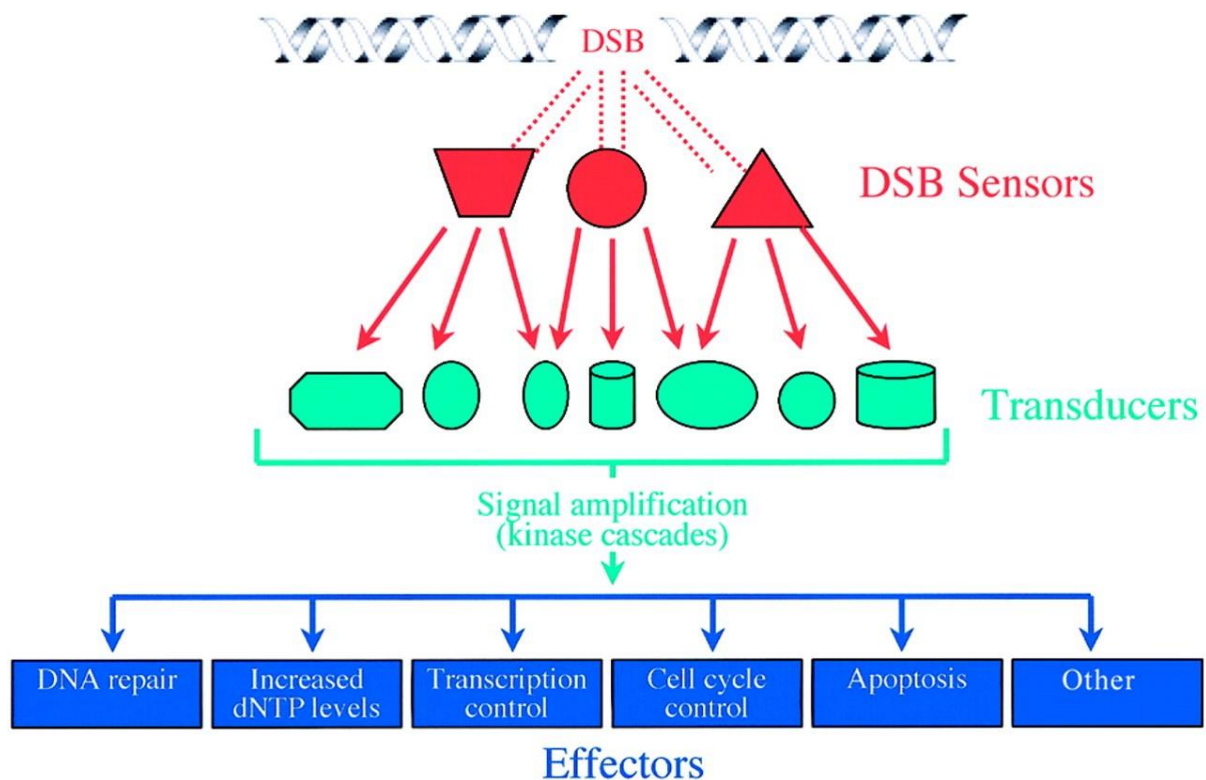 DSB
DSB Sensors
Transducers
Signal amplification
(kinase cascades)
DNA repair
Increased
dNTP levels
Transcription
control
Cell cycle
control
Apoptosis
Other
Effectors